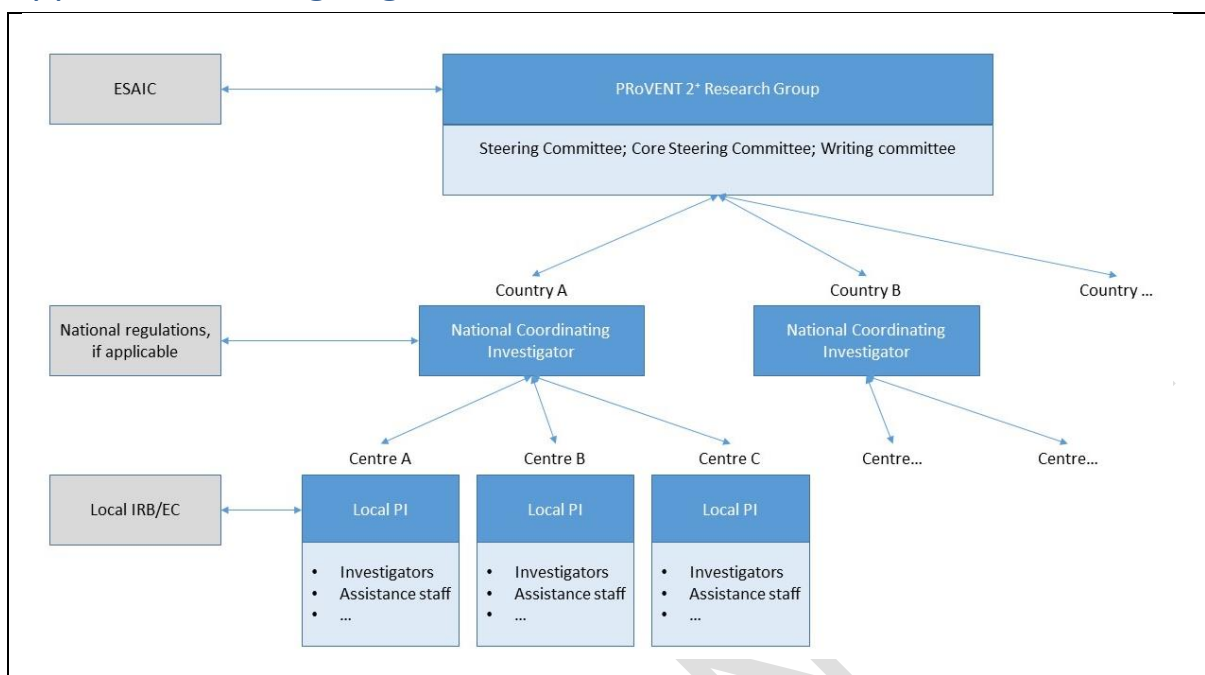 ESAIC
PRoVENT 2⁺ Research Group
Steering Committee; Core Steering Committee; Writing committee
Country A
Country B
Country ...
National regulations,
if applicable
National Coordinating
Investigator
National Coordinating
Investigator
Centre A
Centre B
Centre C
Centre...
Centre...
Local IRB/EC
Local PI
Local PI
Local PI
• Investigators
• Assistance staff
• ...
• Investigators
• Assistance staff
• ...
• Investigators
• Assistance staff
• ...